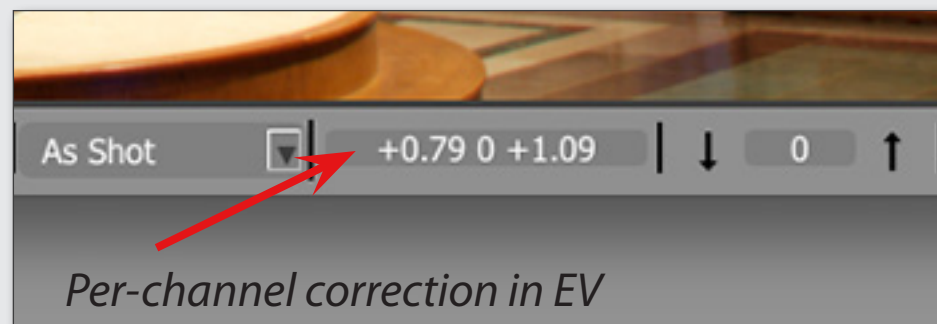 As Shot +0.79 0 +1.09 0
Per-channel correction in EV